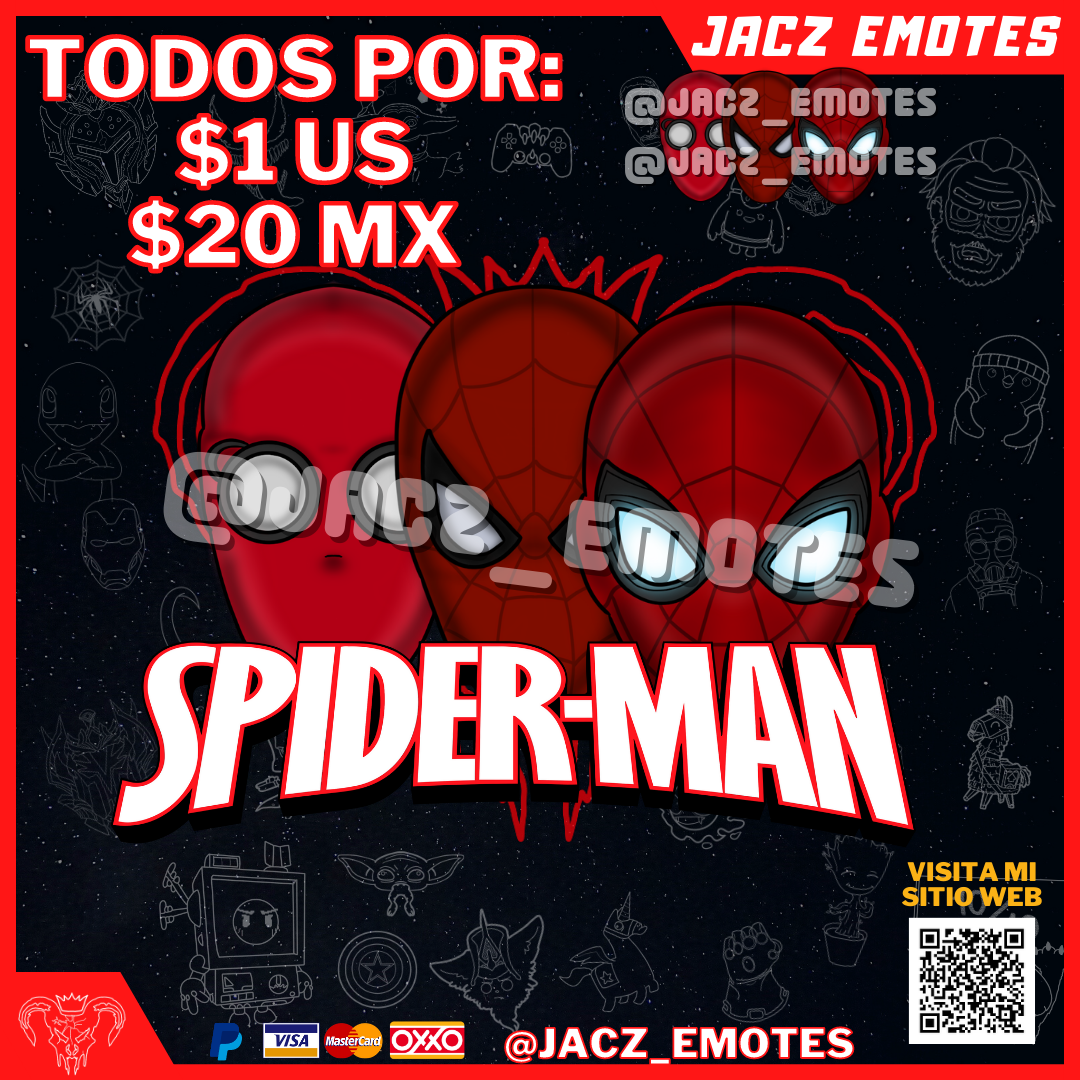 JACZ EMOTES
TODOS POR:
$1 US
$20 MX
@JACZ_EMOTES
@JACZ_EMOTES
@JACZ_EMOTES
SPIDER-MAN
VISITA MI
SITIO WEB
VISA
MasterCard
OXXO
@JACZ_EMOTES